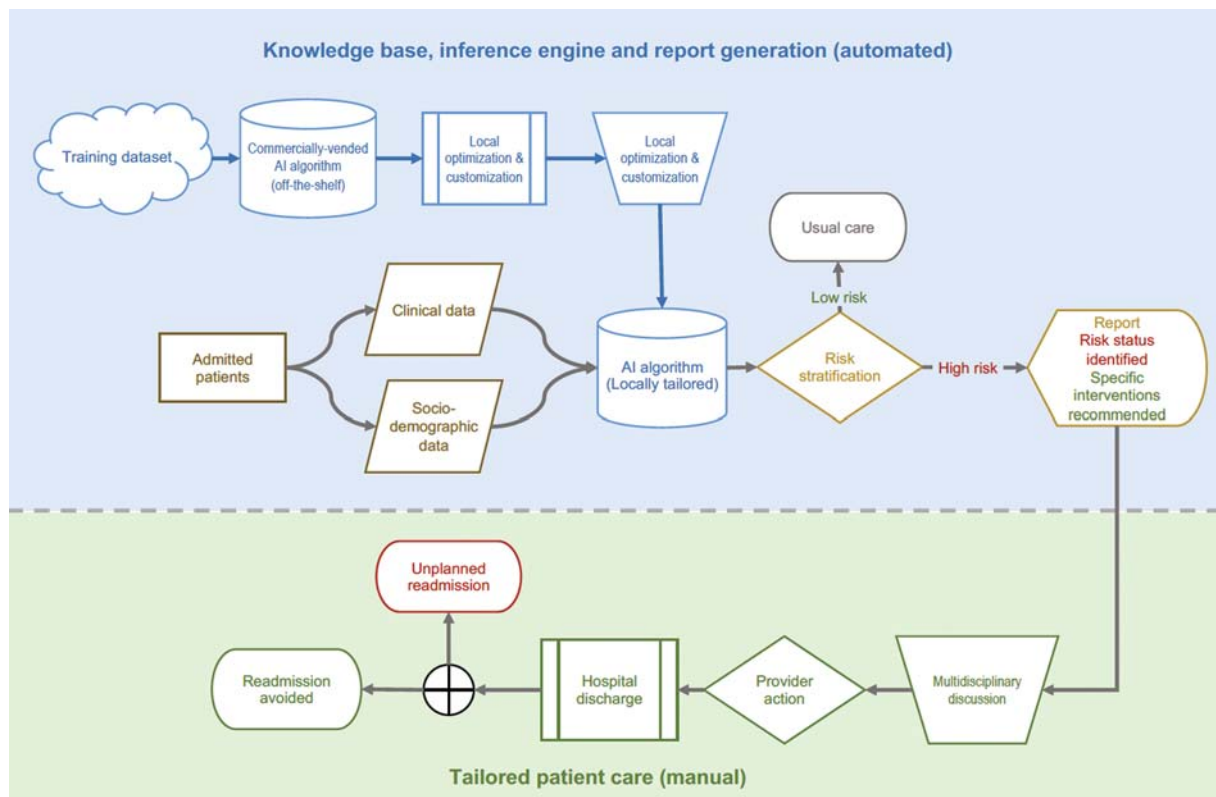 Knowledge base, inference engine and report generation (automated)
Training dataset
Commercially-vended
AI algorithm
(off-the-shelf)
Local
optimization &
customization
Local
optimization &
customization
Usual care
Low risk
Clinical data
Admitted
patients
Socio-
demographic
data
AI algorithm
(Locally tailored)
Risk
stratification
High risk
Report
Risk status
identified
Specific
interventions
recommended
Unplanned
readmission
Readmission
avoided
Hospital
discharge
Provider
action
Multidisciplinary
discussion
Tailored patient care (manual)